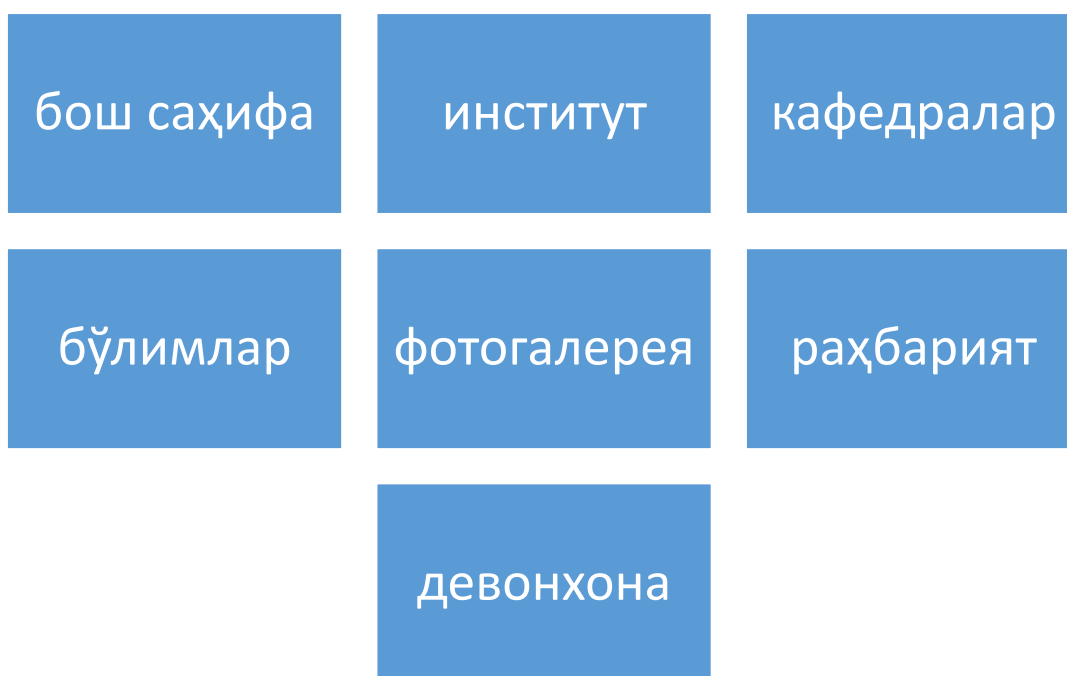 бош саҳифа
институт
кафедралар
бўлимлар
фотогалерея
раҳбарият
девонхона